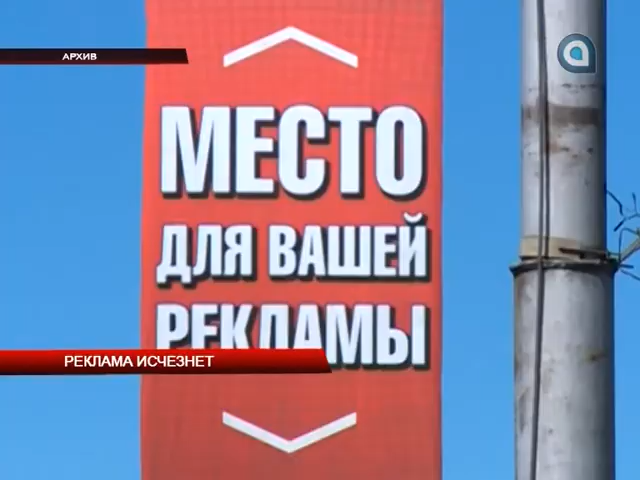 АРХИВ
МЕСТО
ДЛЯ ВАШЕЙ
РЕКЛАМЫ
РЕКЛАМА ИСЧЕЗНЕТ